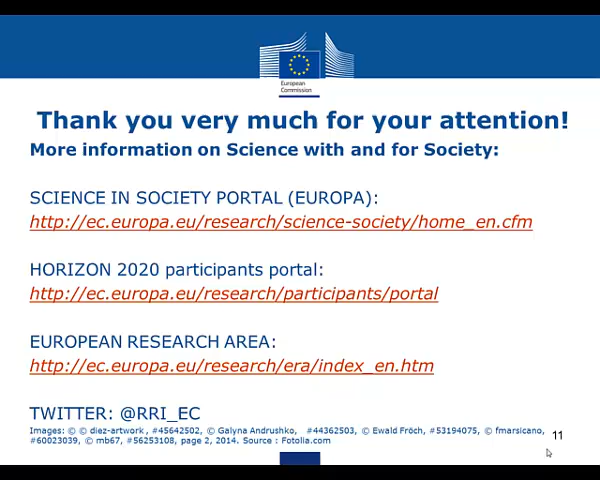 European
Commission
Thank you very much for your attention!
More information on Science with and for Society:
SCIENCE IN SOCIETY PORTAL (EUROPA):
http://ec.europa.eu/research/science-society/home_en.cfm
HORIZON 2020 participants portal:
http://ec.europa.eu/research/participants/portal
EUROPEAN RESEARCH AREA:
http://ec.europa.eu/research/era/index_en.htm
TWITTER: @RRI_EC
Images: © © diez-artwork , #45642502, © Galyna Andrushko, #44362503, © Ewald Fröch, #53194075, © fmarsicano,
#60023039, © mb67, #56253108, page 2, 2014. Source : Fotolia.com
11